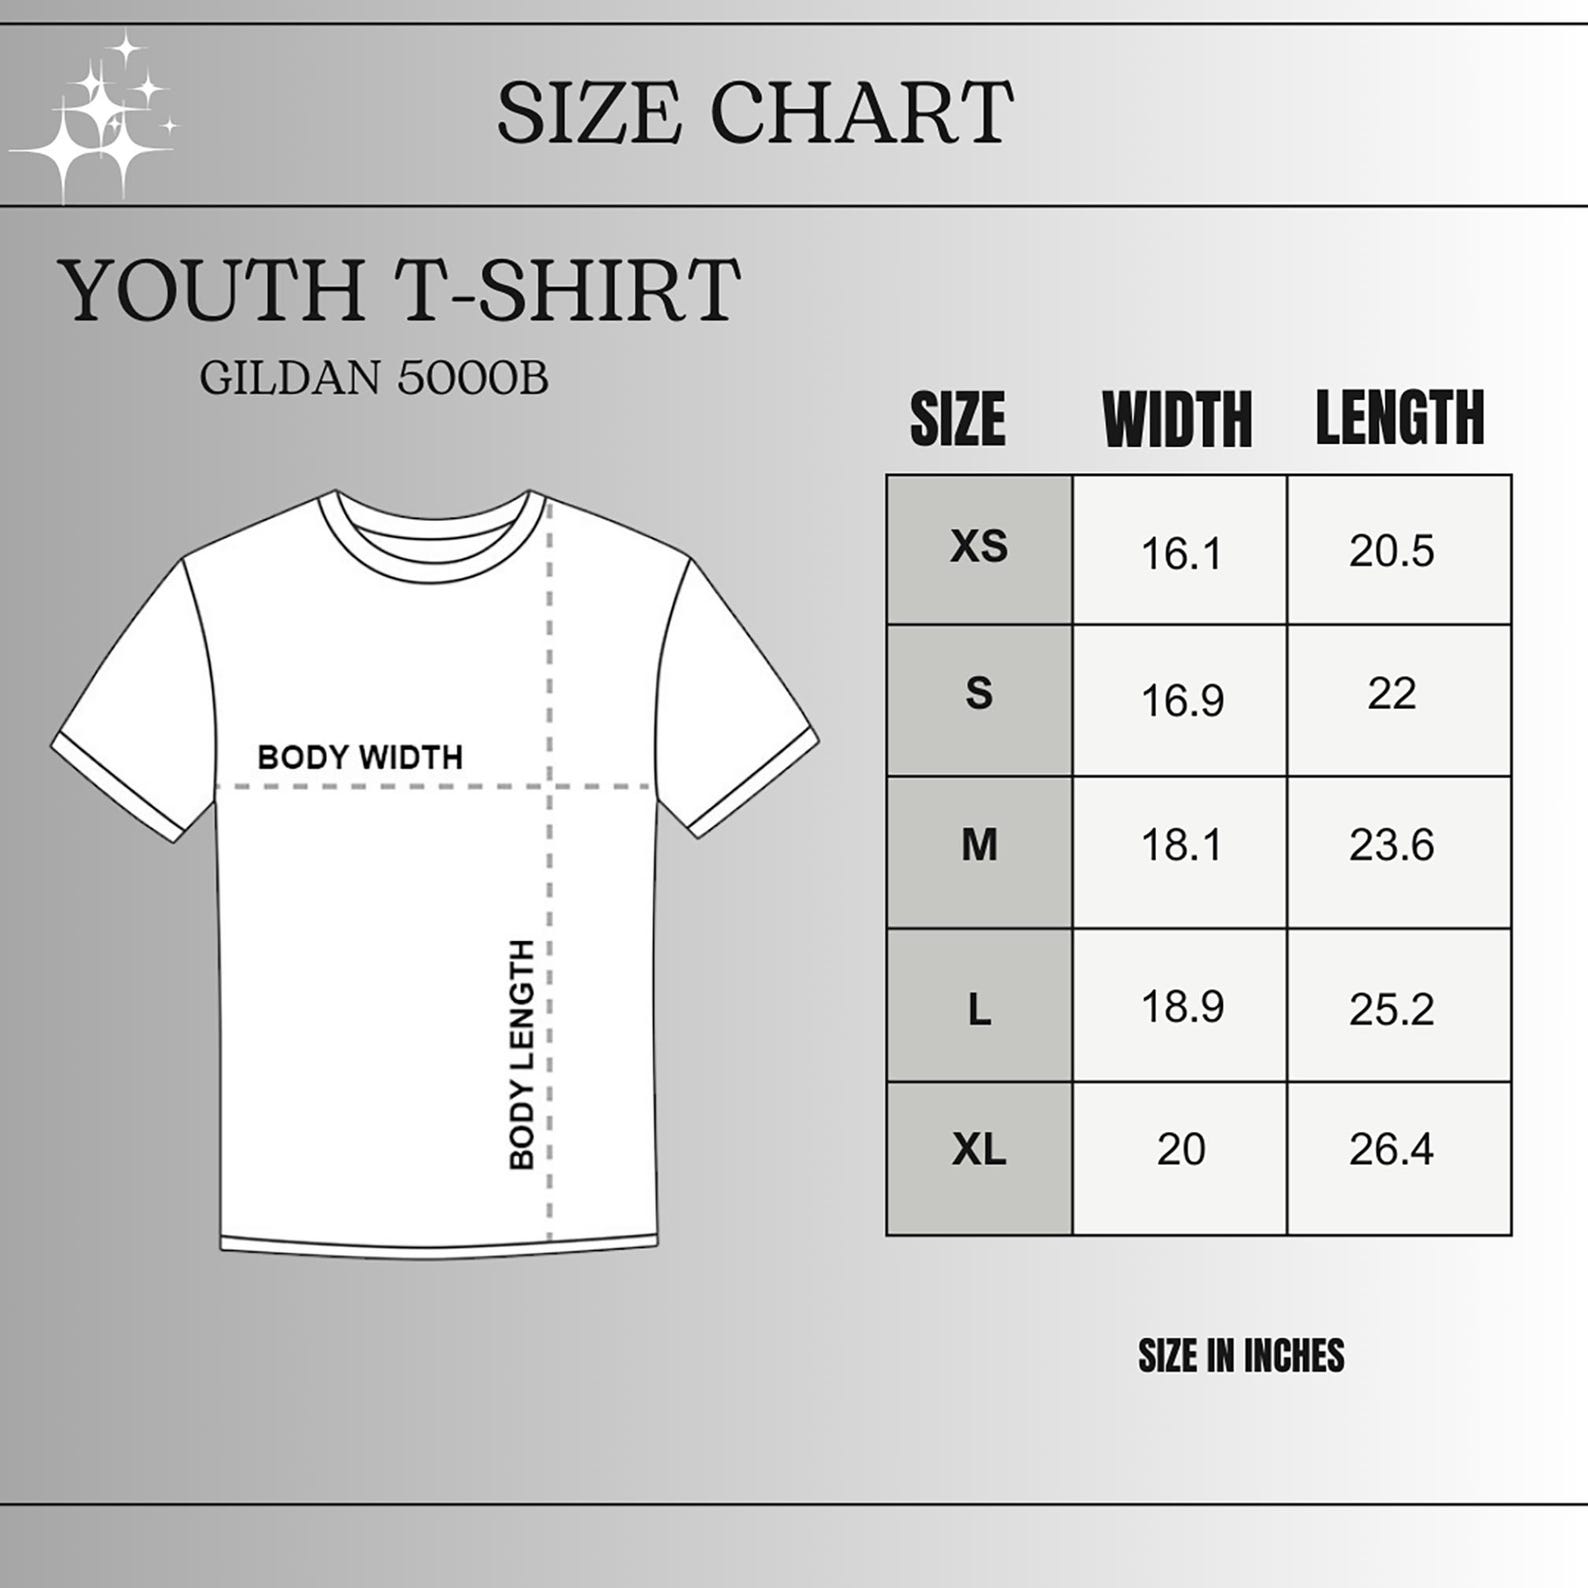 SIZE CHART
YOUTH T-SHIRT
GILDAN 5000B
BODY WIDTH
BODY LENGTH
SIZE WIDTH LENGTH
XS 16.1 20.5
S 16.9 22
M 18.1 23.6
L 18.9 25.2
XL 20 26.4
SIZE IN INCHES